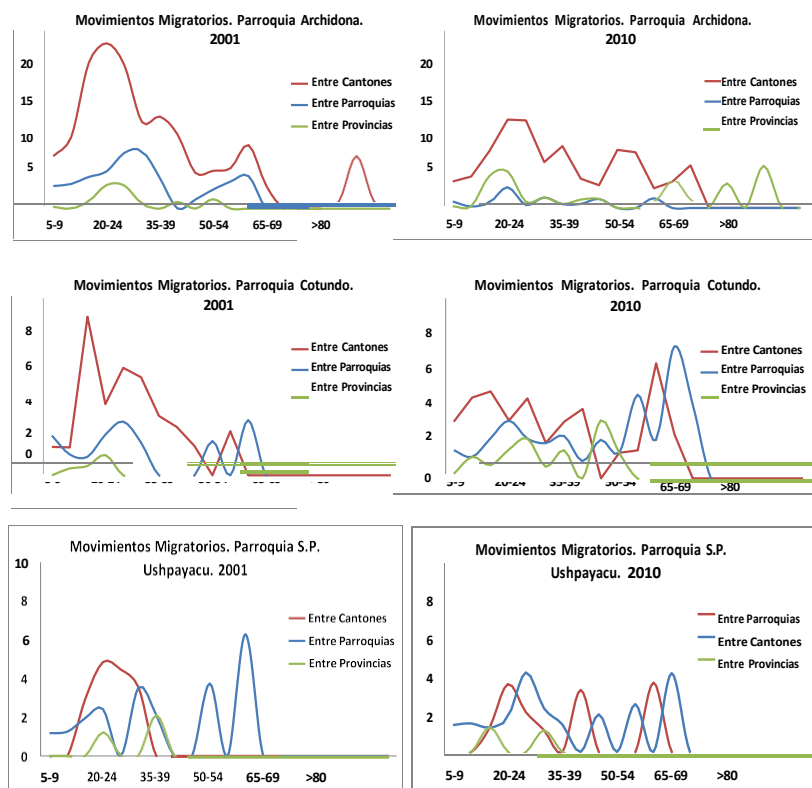 Movimientos Migratorios. Parroquia Archidona.
2001
20
15
10
5
Entre Cantones
Entre Parroquias
Entre Provincias
5-9 20-24 35-39 50-54 65-69 >80
Movimientos Migratorios. Parroquia Archidona.
2010
20
15
10
5
Entre Cantones
Entre Parroquias
Entre Provincias
5-9 20-24 35-39 50-54 65-69 >80
Movimientos Migratorios. Parroquia Cotundo.
2001
8
6
4
2
0
Entre Cantones
Entre Parroquias
Entre Provincias
Movimientos Migratorios. Parroquia Cotundo.
2010
8
6
4
2
0
Entre Cantones
Entre Parroquias
Entre Provincias
5-9 20-24 35-39 50-54 65-69 >80
Movimientos Migratorios. Parroquia S.P.
Ushpayacu. 2001
10
8
6
4
2
0
Entre Cantones
Entre Parroquias
Entre Provincias
5-9 20-24 35-39 50-54 65-69 >80
Movimientos Migratorios. Parroquia S.P.
Ushpayacu. 2010
8
6
4
2
Entre Parroquias
Entre Cantones
Entre Provincias
5-9 20-24 35-39 50-54 65-69 >80